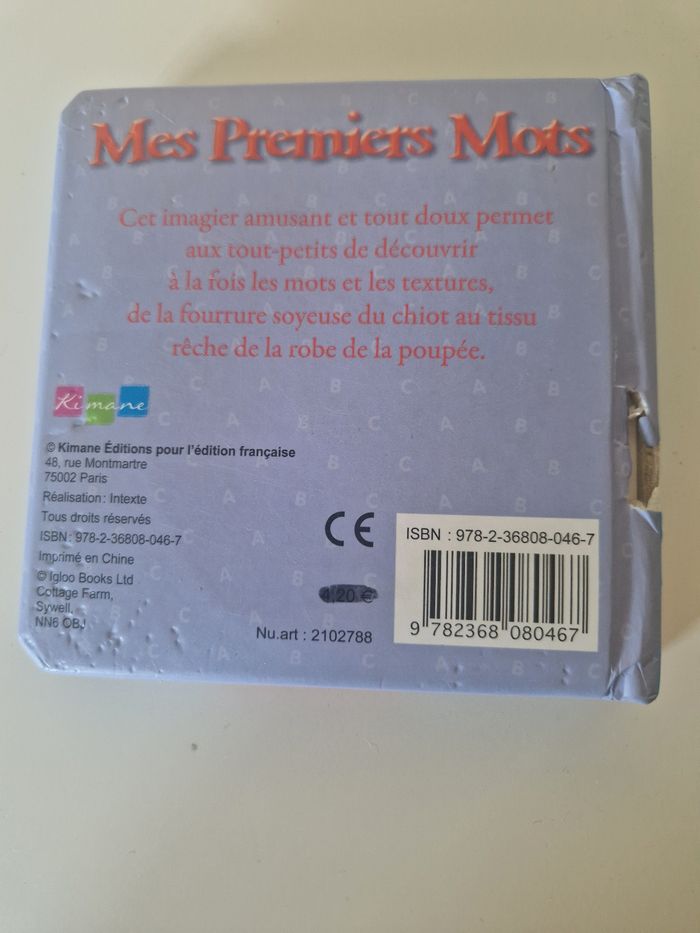 Mes Premiers Mots
Cet imagier amusant et tout doux permet
aux tout-petits de découvrir
à la fois les mots et les textures,
de la fourrure soyeuse du chiot au tissu
rêche de la robe de la poupée.
Kimane
© Kimane Éditions pour l'édition française
48, rue Montmartre
75002 Paris
Réalisation : Intexte
Tous droits réservés
ISBN : 978-2-36808-046-7
Imprimé en Chine
© Igloo Books Ltd
Cottage Farm,
Sywell,
NN6 OBJ
CE
4.20 €
Nu.art : 2102788
ISBN : 978-2-36808-046-7
9 782368 080467